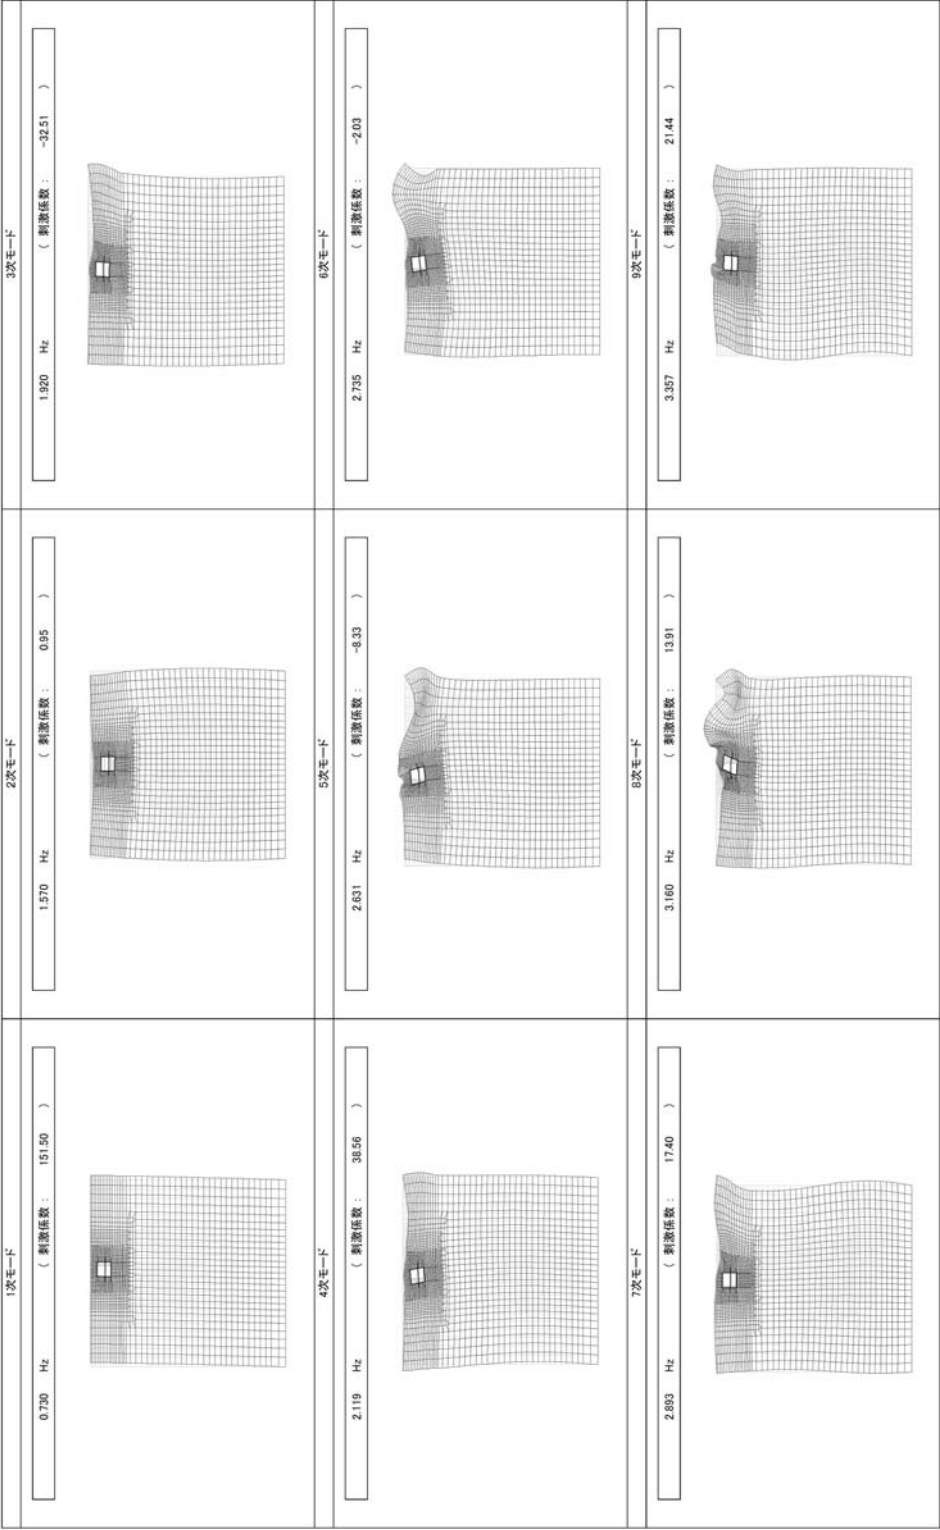 1次モード
0.730 Hz ( 刺激係数 : 151.50 )
2次モード
1.570 Hz ( 刺激係数 : 0.95 )
3次モード
1.920 Hz ( 刺激係数 : -32.51 )
4次モード
2.119 Hz ( 刺激係数 : 38.56 )
5次モード
2.631 Hz ( 刺激係数 : -8.33 )
6次モード
2.735 Hz ( 刺激係数 : -2.03 )
7次モード
2.893 Hz ( 刺激係数 : 17.40 )
8次モード
3.160 Hz ( 刺激係数 : 13.91 )
9次モード
3.357 Hz ( 刺激係数 : 21.44 )